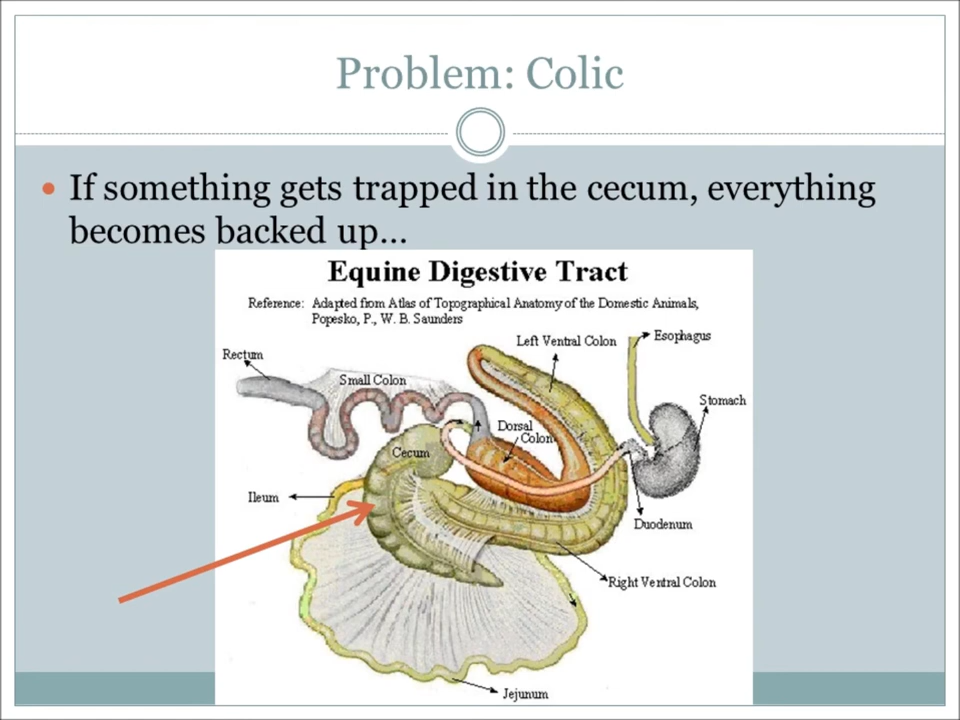 Problem: Colic
• If something gets trapped in the cecum, everything
becomes backed up…
Equine Digestive Tract
Reference: Adapted from Atlas of Topographical Anatomy of the Domestic Animals,
Popesko, P., W. B. Saunders
Esophagus
Left Ventral Colon
Rectum
Small Colon
Stomach
Dorsal
Colon
Cecum
Ileum
Duodenum
Right Ventral Colon
Jejunum